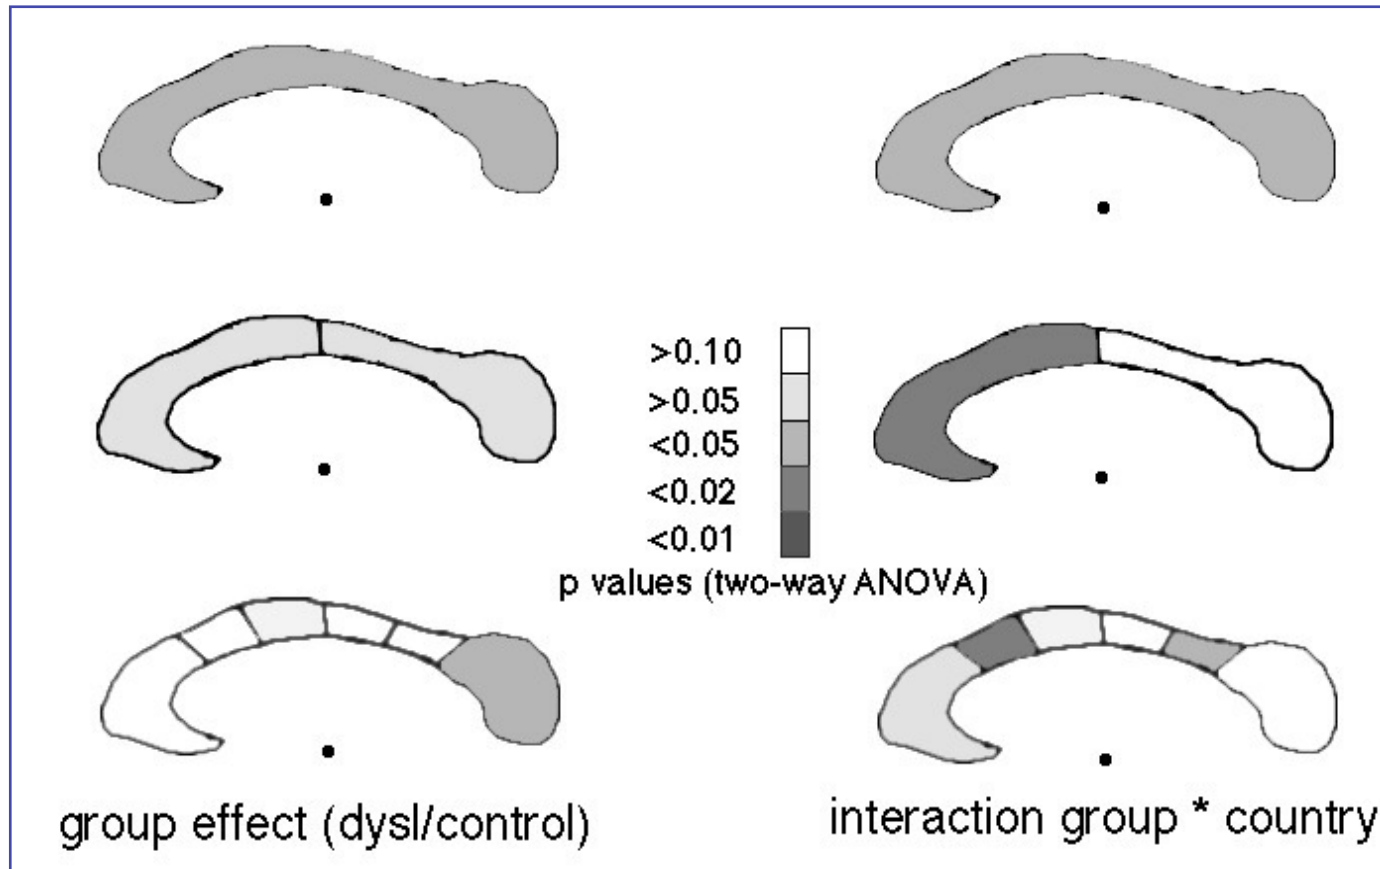 >0.10
>0.05
<0.05
<0.02
<0.01
p values (two-way ANOVA)
group effect (dysl/control)
interaction group * country